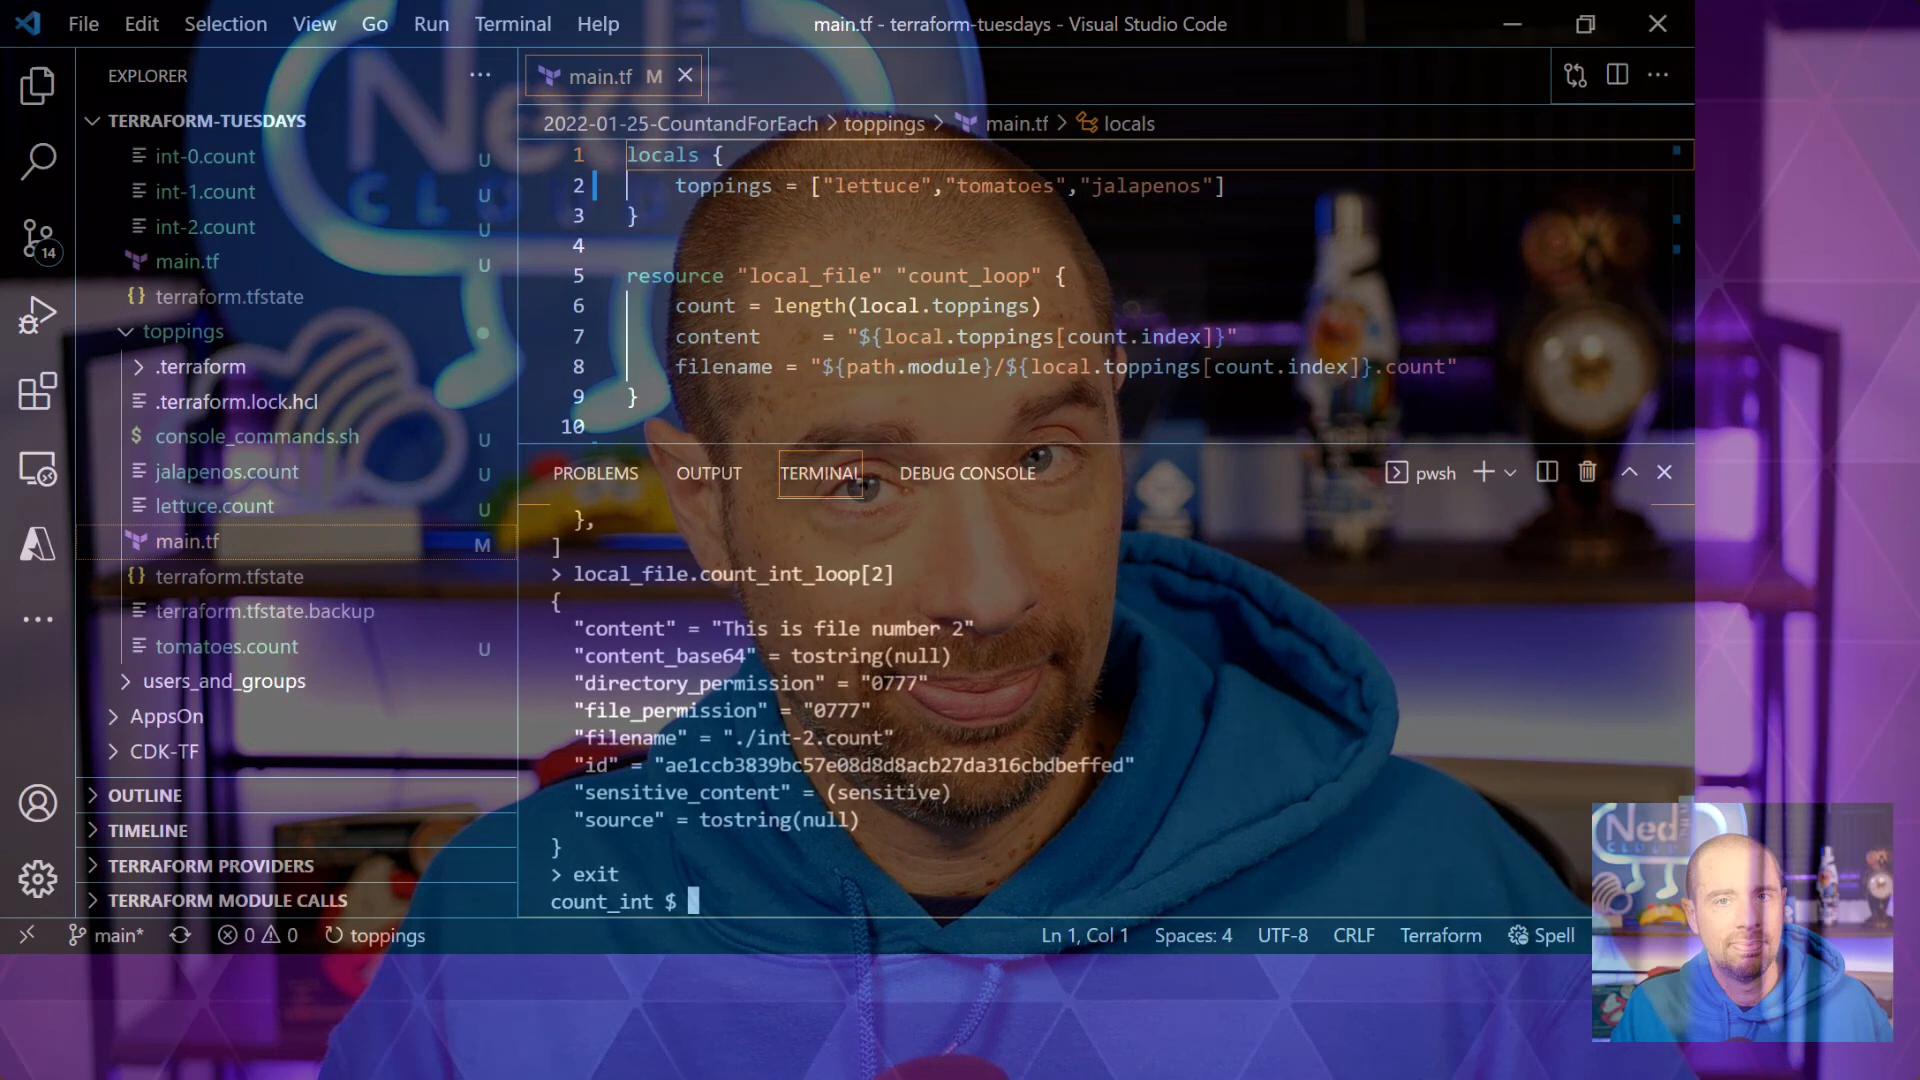 File Edit Selection View Go Run Terminal Help
main.tf - terraform-tuesdays - Visual Studio Code
EXPLORER
TERRAFORM-TUESDAYS
int-0.count U
int-1.count U
int-2.count U
main.tf U
{} terraform.tfstate
toppings
.terraform
.terraform.lock.hcl
$ console_commands.sh U
jalapenos.count U
lettuce.count U
main.tf M
{} terraform.tfstate
terraform.tfstate.backup
tomatoes.count U
users_and_groups
AppsOn
CDK-TF
OUTLINE
TIMELINE
TERRAFORM PROVIDERS
TERRAFORM MODULE CALLS
14
main.tf M
2022-01-25-CountandForEach > toppings > main.tf > locals
1 locals {
2 toppings = ["lettuce","tomatoes","jalapenos"]
3 }
4
5 resource "local_file" "count_loop" {
6 count = length(local.toppings)
7 content = "${local.toppings[count.index]}"
8 filename = "${path.module}/${local.toppings[count.index]}.count"
9 }
10
PROBLEMS OUTPUT TERMINAL DEBUG CONSOLE
pwsh
},
]
> local_file.count_int_loop[2]
{
"content" = "This is file number 2"
"content_base64" = tostring(null)
"directory_permission" = "0777"
"file_permission" = "0777"
"filename" = "./int-2.count"
"id" = "ae1ccb3839bc57e08d8d8acb27da316cbdbeffed"
"sensitive_content" = (sensitive)
"source" = tostring(null)
}
> exit
count_int $
main* 0 0 toppings
Ln 1, Col 1 Spaces: 4 UTF-8 CRLF Terraform Spell
Ned
CLOUD
Ned